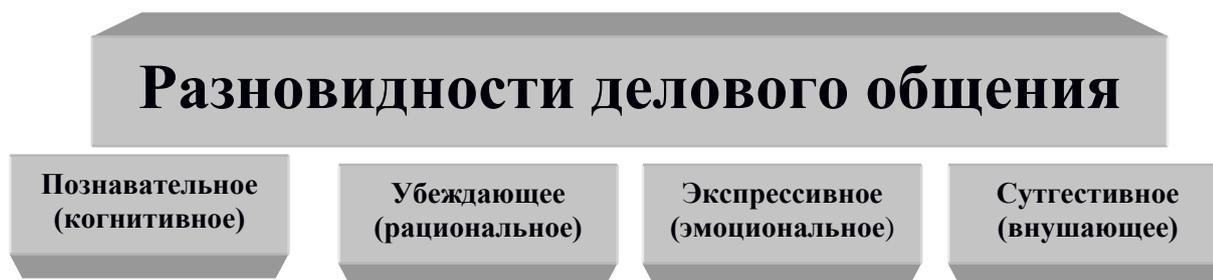 Разновидности делового общения
Познавательное
(когнитивное)
Убеждающее
(рациональное)
Экспрессивное
(эмоциональное)
Сутгестивное
(внушающее)